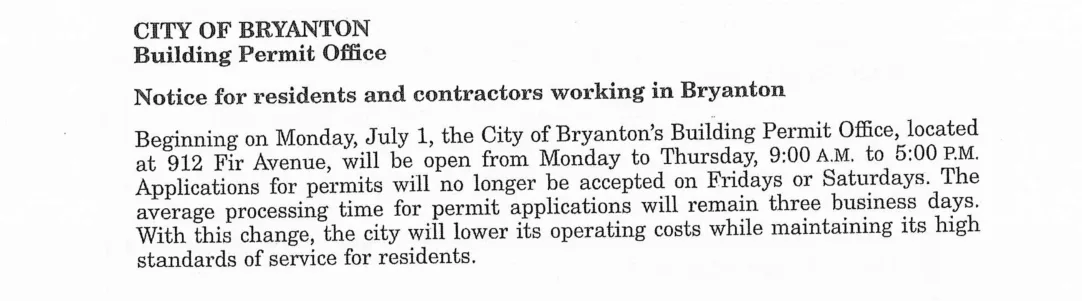 CITY OF BRYANTON
Building Permit Office
Notice for residents and contractors working in Bryanton
Beginning on Monday, July 1, the City of Bryanton's Building Permit Office, located
at 912 Fir Avenue, will be open from Monday to Thursday, 9:00 A.M. to 5:00 P.M.
Applications for permits will no longer be accepted on Fridays or Saturdays. The
average processing time for permit applications will remain three business days.
With this change, the city will lower its operating costs while maintaining its high
standards of service for residents.